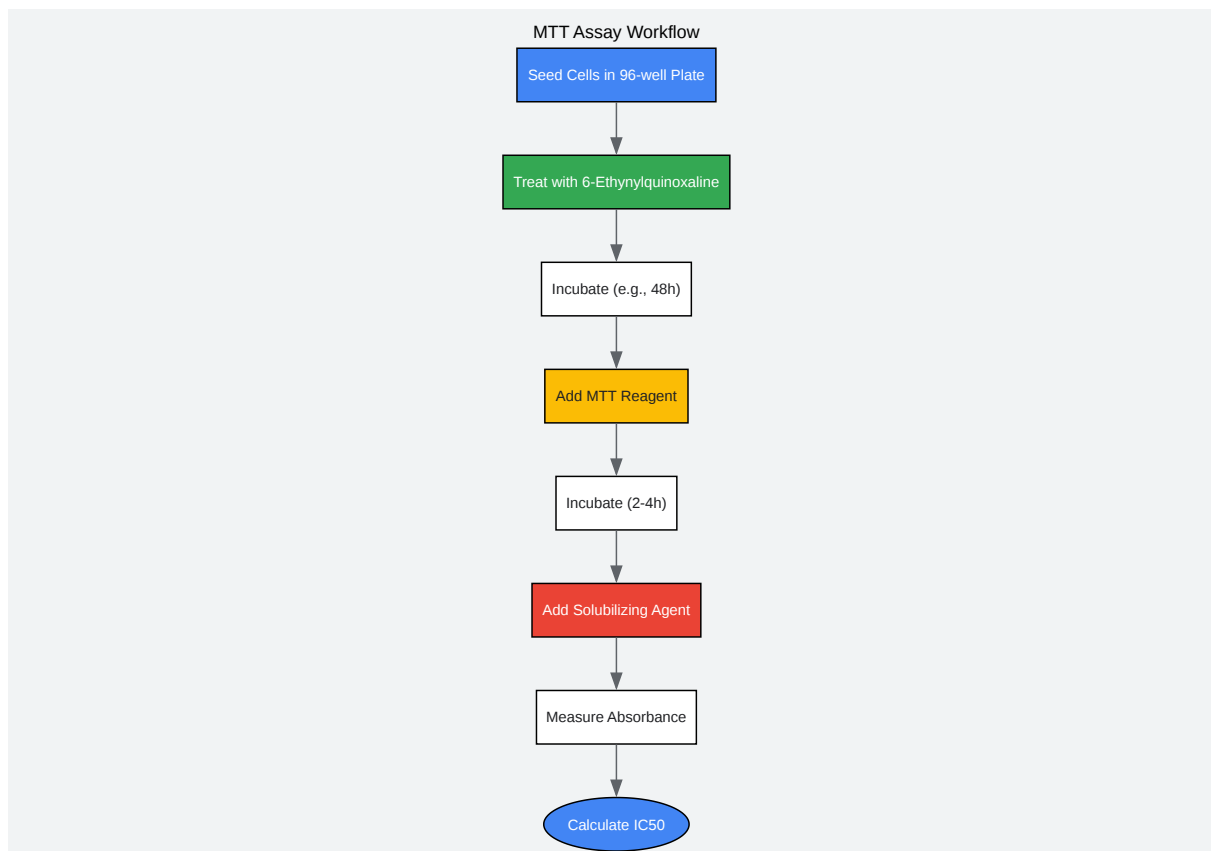 MTT Assay Workflow
Seed Cells in 96-well Plate
Treat with 6-Ethynylquinoxaline
Incubate (e.g., 48h)
Add MTT Reagent
Incubate (2-4h)
Add Solubilizing Agent
Measure Absorbance
Calculate IC50